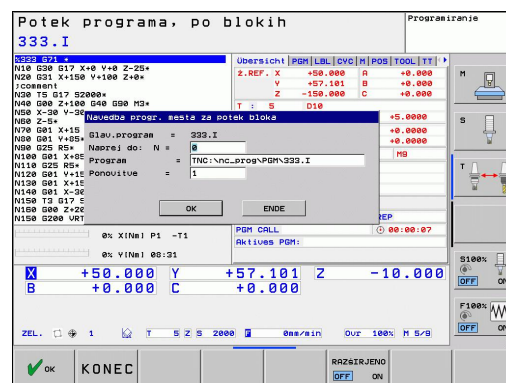 Potek programa, po blokih
Programiranje
333.I
%333 G71 *
N10 G30 G17 X+0 Y+0 Z-25*
N20 G31 X+150 Y+100 Z+0*
;comment
N30 T5 G17 S2000*
N40 G00 Z+100 G40 G90 M3*
N50 X-30 Y-30
N60 Z-5*
N70 G01 X+15
N80 G01 Y+85*
N90 G25 R5*
N100 G01 X+85
N110 G25 R5*
N120 G01 Y+15
N130 G01 X+15
N140 G01 X-30
N150 T3 G17 S
N160 G00 Z+20
N150 G200 VRT
Übersicht PGM LBL CYC M POS TOOL TT
Ž.REF. X +50.000 A +0.000
Y +57.101 B +0.000
Z -150.000 C +0.000
T : 5 D10
+5.0000
+0.0000
+0.0000
M9
REP
PGM CALL 00:00:07
Aktives PGM:
Navedba progr. mesta za potek bloka
Glav.program = 333.I
Naprej do: N = 0
Program = TNC:\nc_prog\PGM\333.I
Ponovitve = 1
OK ENDE
0% X[Nm] P1 -T1
0% Y[Nm] 08:31
X +50.000 Y +57.101 Z -10.000
B +0.000 C +0.000
ZEL. 1 T 5 Z S 2000 F 0mm/min Ovr 100% M 5/9
M
S
T
S100%
OFF ON
F100%
OFF ON
OK KONEC RAZŠIRJENO
OFF ON